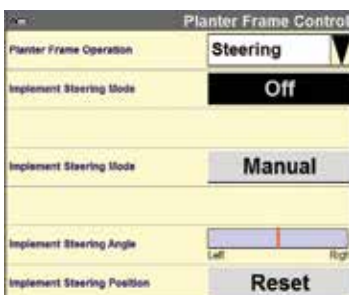 Planter Frame Control
Planter Frame Operation
Steering
Implement Steering Mode
Off
Implement Steering Mode
Manual
Implement Steering Angle
Left
Implement Steering Position
Reset